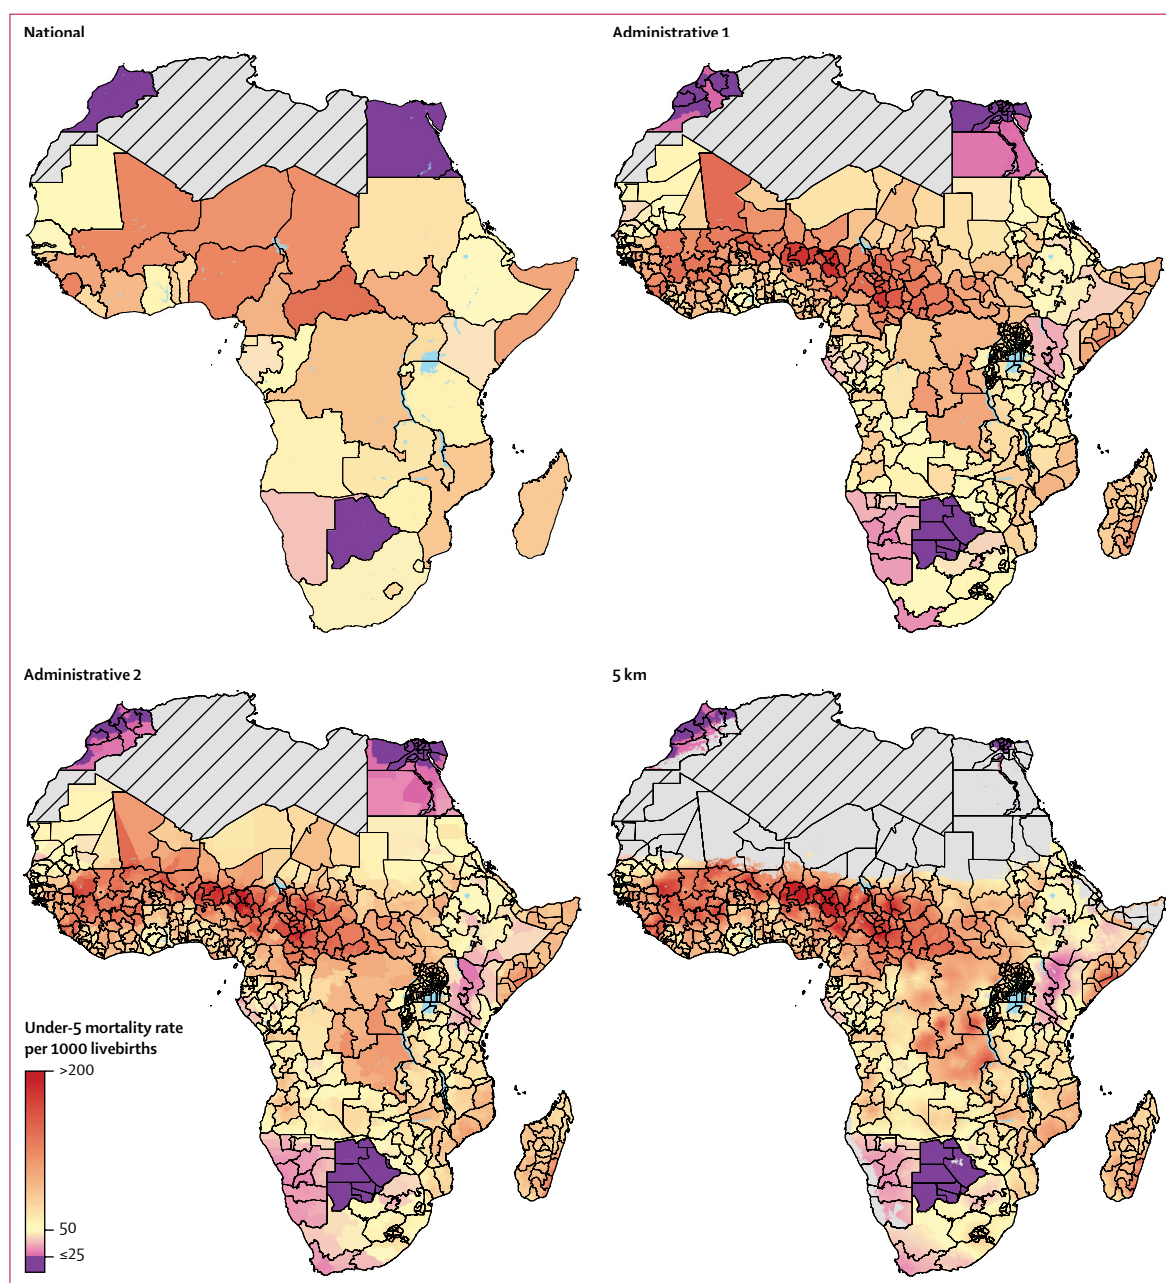 National
Administrative 1
Administrative 2
5 km
Under-5 mortality rate
per 1000 livebirths
>200
50
≤25